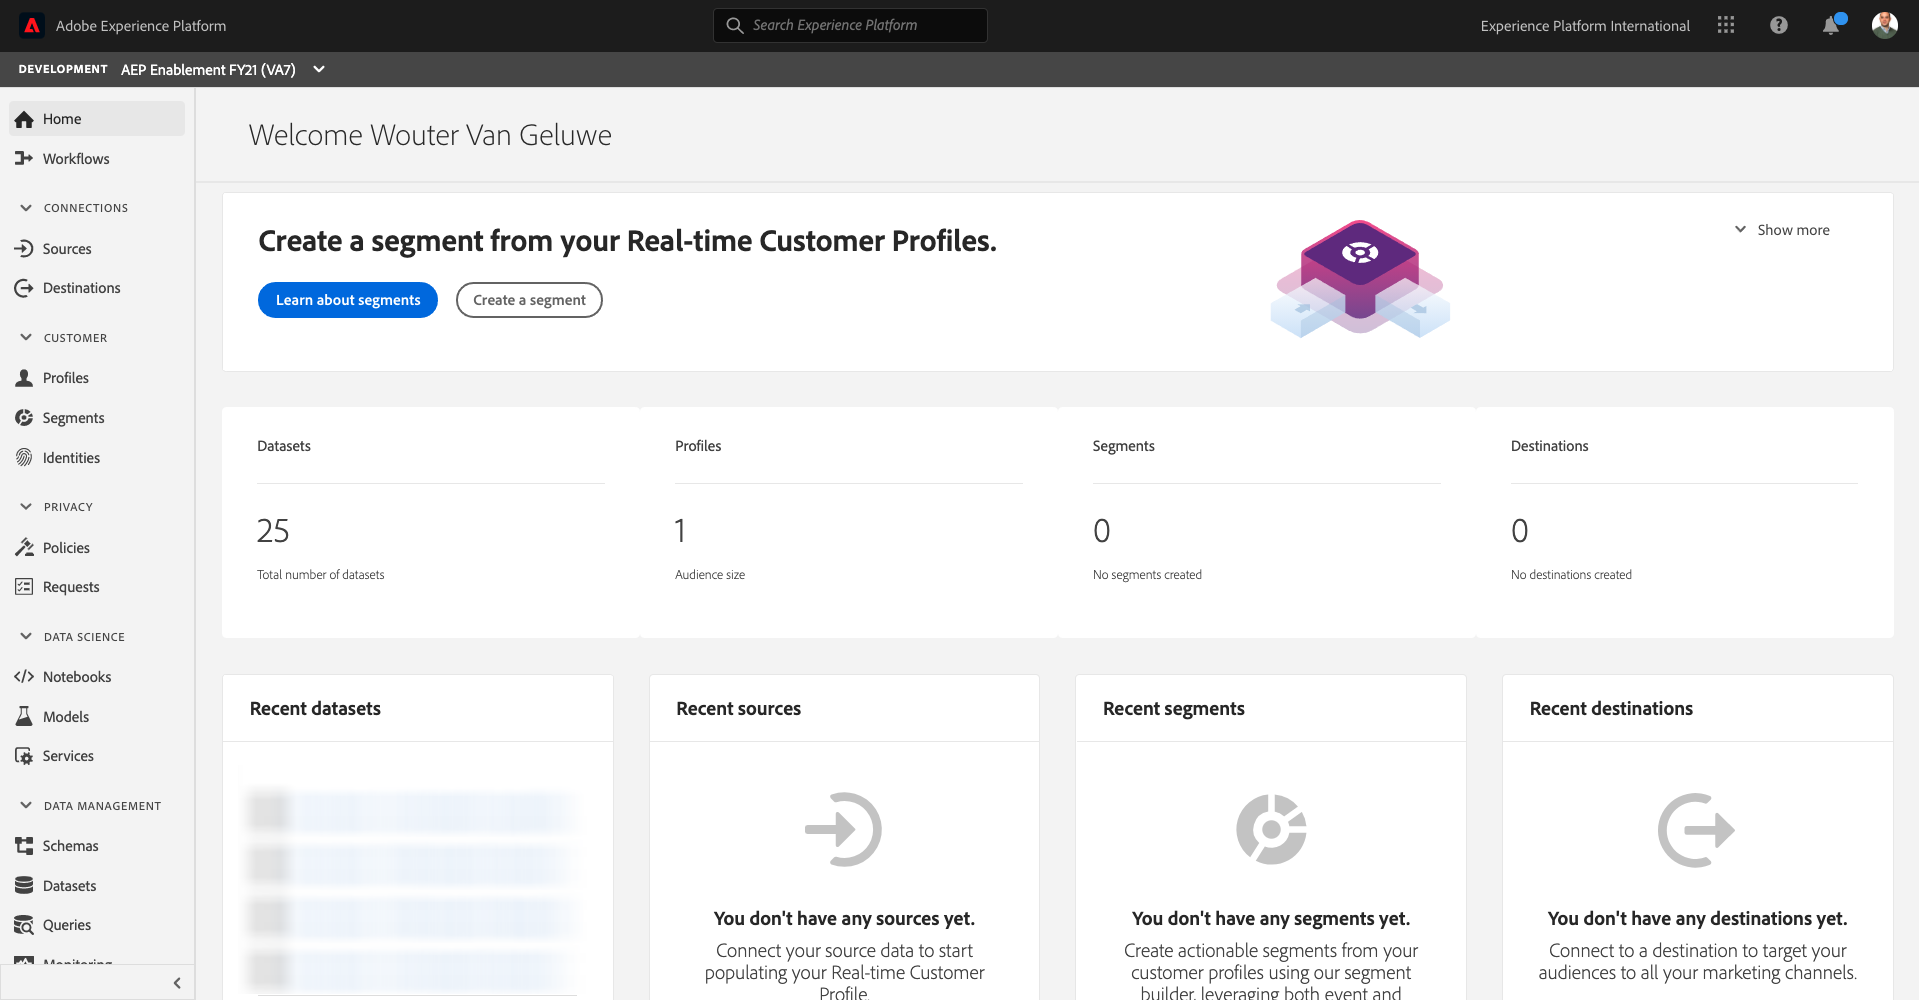 Adobe Experience Platform
Search Experience Platform
Experience Platform International
DEVELOPMENT AEP Enablement FY21 (VA7)
Home
Workflows
CONNECTIONS
Sources
Destinations
CUSTOMER
Profiles
Segments
Identities
PRIVACY
Policies
Requests
DATA SCIENCE
Notebooks
Models
Services
DATA MANAGEMENT
Schemas
Datasets
Queries
Monitoring
Welcome Wouter Van Geluwe
Create a segment from your Real-time Customer Profiles.
Show more
Learn about segments
Create a segment
Datasets
25
Total number of datasets
Profiles
1
Audience size
Segments
0
No segments created
Destinations
0
No destinations created
Recent datasets
Recent sources
You don't have any sources yet.
Connect your source data to start
populating your Real-time Customer
Profile.
Recent segments
You don't have any segments yet.
Create actionable segments from your
customer profiles using our segment
builder, leveraging both event and
Recent destinations
You don't have any destinations yet.
Connect to a destination to target your
audiences to all your marketing channels.